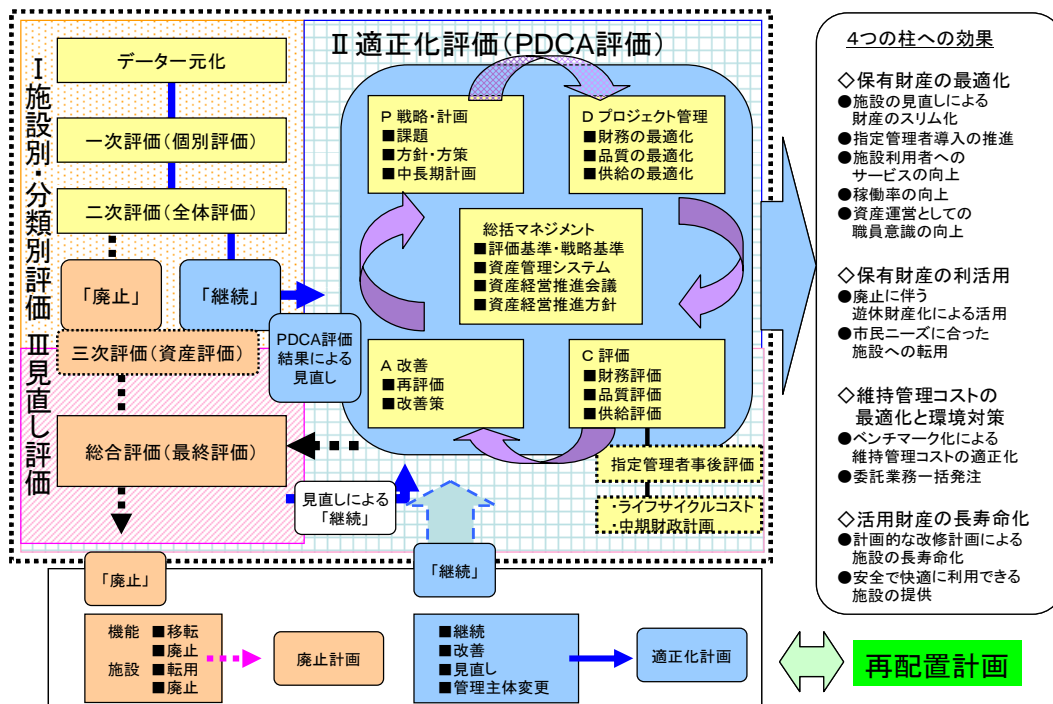 Ⅰ施設別・分類別評価
データ一元化
一次評価(個別評価)
二次評価(全体評価)
「廃止」
「継続」
三次評価(資産評価)
Ⅲ見直し評価
総合評価(最終評価)
PDCA評価
結果による
見直し
見直しによる
「継続」
Ⅱ適正化評価(PDCA評価)
P 戦略・計画
■課題
■方針・方策
■中長期計画
D プロジェクト管理
■財務の最適化
■品質の最適化
■供給の最適化
総括マネジメント
■評価基準・戦略基準
■資産管理システム
■資産経営推進会議
■資産経営推進方針
A 改善
■再評価
■改善策
C 評価
■財務評価
■品質評価
■供給評価
指定管理者事後評価
・ライフサイクルコスト
・中期財政計画
「廃止」
機能 ■移転
■廃止
施設 ■転用
■廃止
廃止計画
「継続」
■継続
■改善
■見直し
■管理主体変更
適正化計画
4つの柱への効果
◇保有財産の最適化
●施設の見直しによる
財産のスリム化
●指定管理者導入の推進
●施設利用者への
サービスの向上
●稼働率の向上
●資産運営としての
職員意識の向上
◇保有財産の利活用
●廃止に伴う
遊休財産化による活用
●市民ニーズに合った
施設への転用
◇維持管理コストの
最適化と環境対策
●ベンチマーク化による
維持管理コストの適正化
●委託業務一括発注
◇活用財産の長寿命化
●計画的な改修計画による
施設の長寿命化
●安全で快適に利用できる
施設の提供
再配置計画